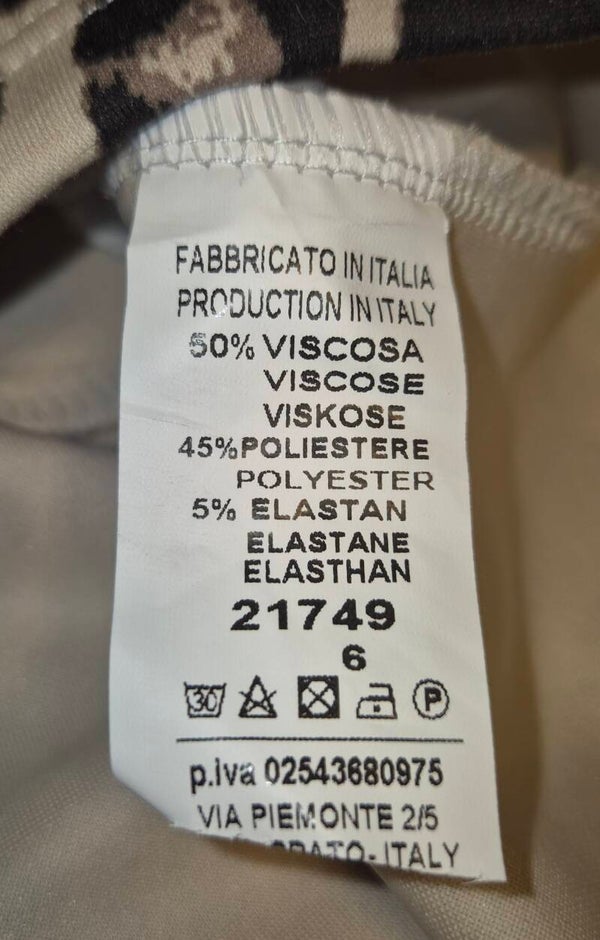 FABBRICATO IN ITALIA
PRODUCTION IN ITALY
50% VISCOSA
VISCOSE
VISKOSE
45%POLIESTERE
POLYESTER
5% ELASTAN
ELASTANE
ELASTHAN
21749
6
30 P
p.iva 02543680975
VIA PIEMONTE 2/5
- ITALY